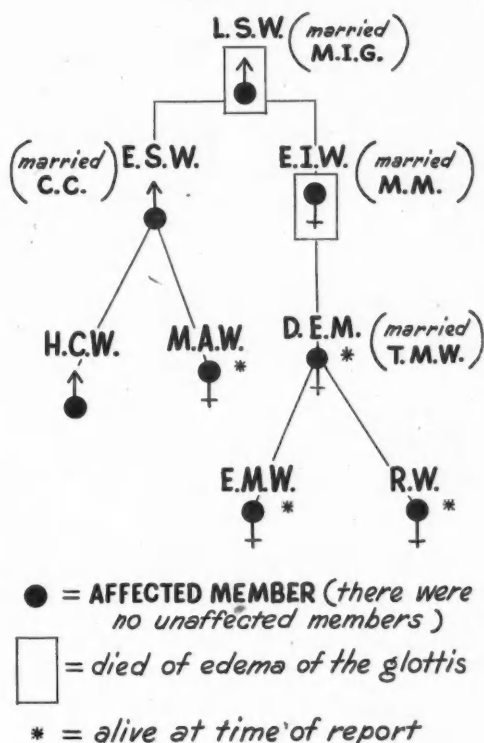 L.S.W. (married M.I.G.)
(married C.C.) E.S.W. E.I.W. (married M.M.)
H.C.W. M.A.W. * D.E.M. * (married T.M.W.)
E.M.W. * R.W. *
= AFFECTED MEMBER (there were
no unaffected members)
= died of edema of the glottis
* = alive at time of report